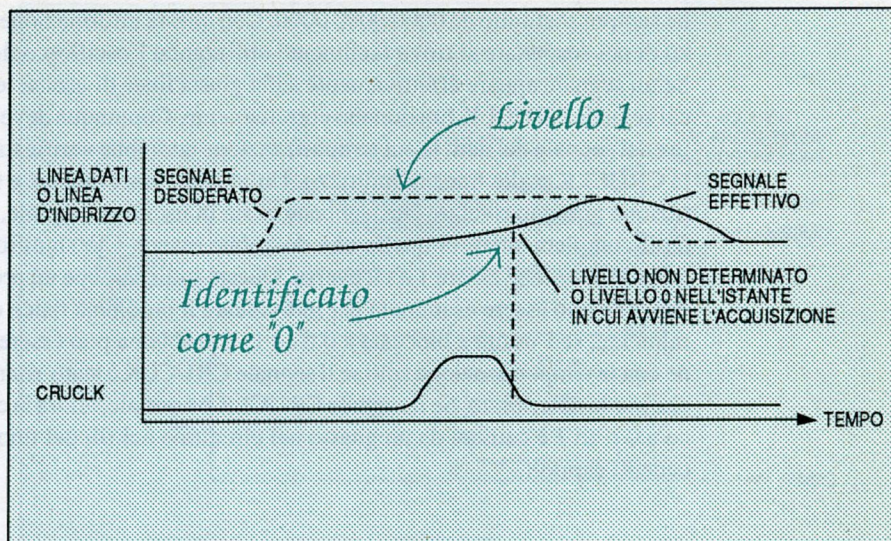 Livello 1
LINEA DATI
O LINEA
D'INDIRIZZO
SEGNALE
DESIDERATO
SEGNALE
EFFETTIVO
Identificato
come "0"
LIVELLO NON DETERMINATO
O LIVELLO 0 NELL'ISTANTE
IN CUI AVVIENE L'ACQUISIZIONE
CRUCLK
TEMPO